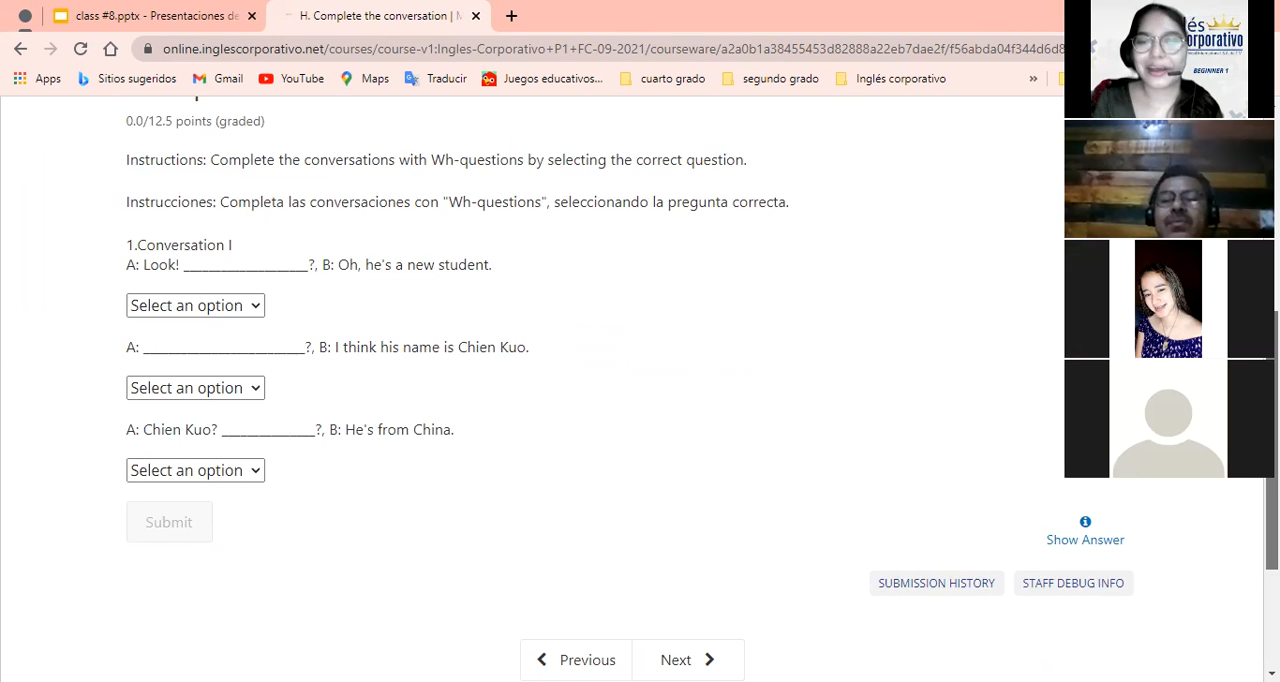 class #8.pptx - Presentaciones de
H. Complete the conversation |
online.inglescorporativo.net/courses/course-v1:Ingles-Corporativo+P1+FC-09-2021/courseware/a2a0b1a38455453d82888a22eb7dae2f/f56abda04f344d6d8
Apps Sitios sugeridos Gmail YouTube Maps Traducir Juegos educativos... cuarto grado segundo grado Inglés corporativo »
0.0/12.5 points (graded)
Instructions: Complete the conversations with Wh-questions by selecting the correct question.
Instrucciones: Completa las conversaciones con "Wh-questions", seleccionando la pregunta correcta.
1.Conversation I
A: Look! ___________________?, B: Oh, he's a new student.
Select an option
A: _________________________?, B: I think his name is Chien Kuo.
Select an option
A: Chien Kuo? ______________?, B: He's from China.
Select an option
Submit
Show Answer
SUBMISSION HISTORY STAFF DEBUG INFO
Previous Next
BEGINNER 1